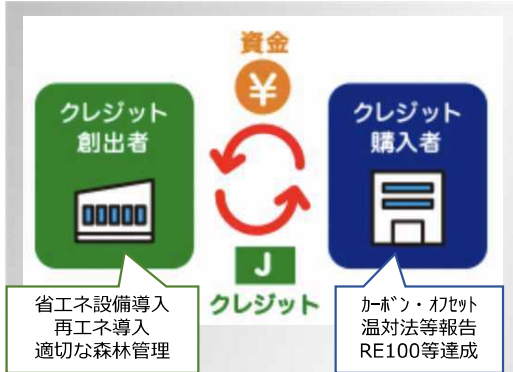 資金
¥
クレジット
創出者
クレジット
購入者
J
クレジット
省エネ設備導入
再エネ導入
適切な森林管理
ｶｰﾎﾞﾝ・ｵﾌｾｯﾄ
温対法等報告
RE100等達成